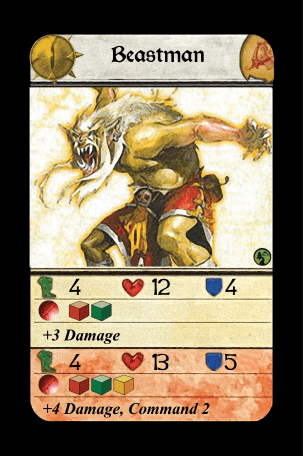 Beastman
4 12 4
+3 Damage
4 13 5
+4 Damage, Command 2